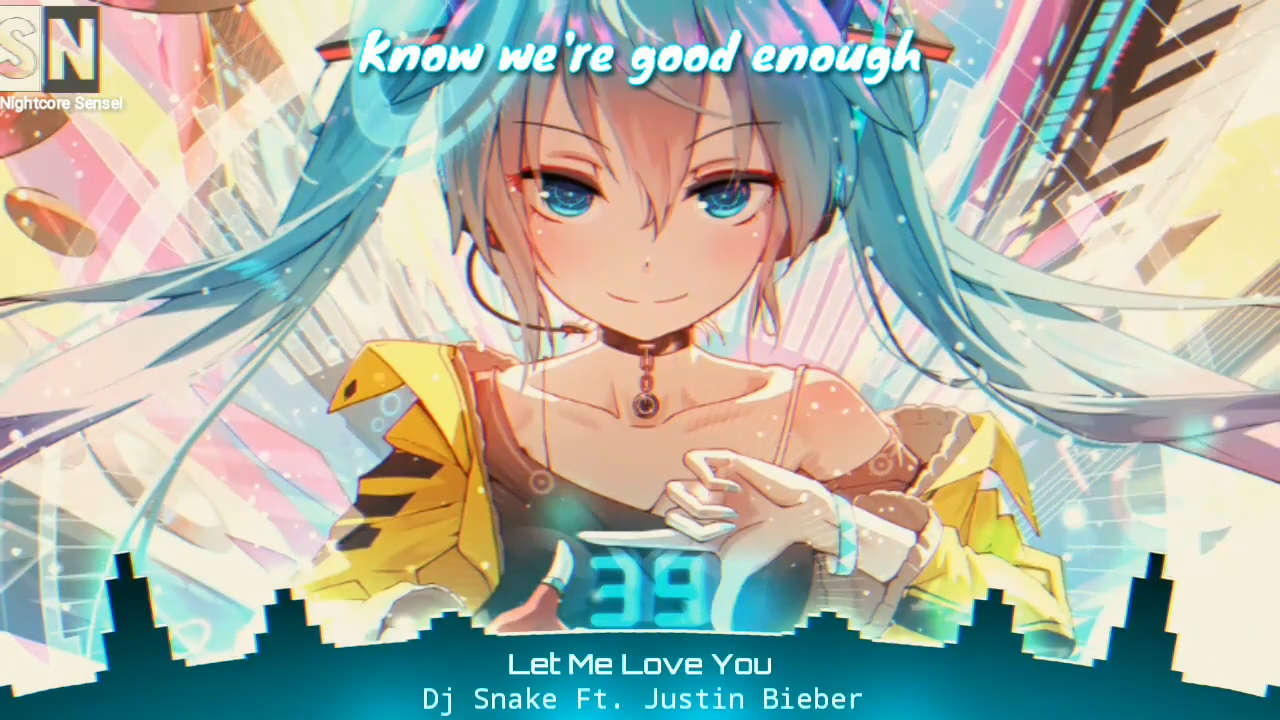 Know we're good enough
SN
Nightcore Sensei
39
Let Me Love You
Dj Snake Ft. Justin Bieber